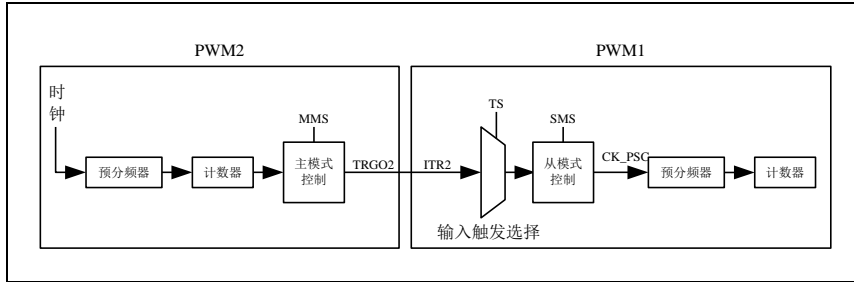 PWM2
PWM1
时
钟
MMS
TS
SMS
预分频器
计数器
主模式
控制
TRGO2
ITR2
从模式
控制
CK_PSC
预分频器
计数器
输入触发选择